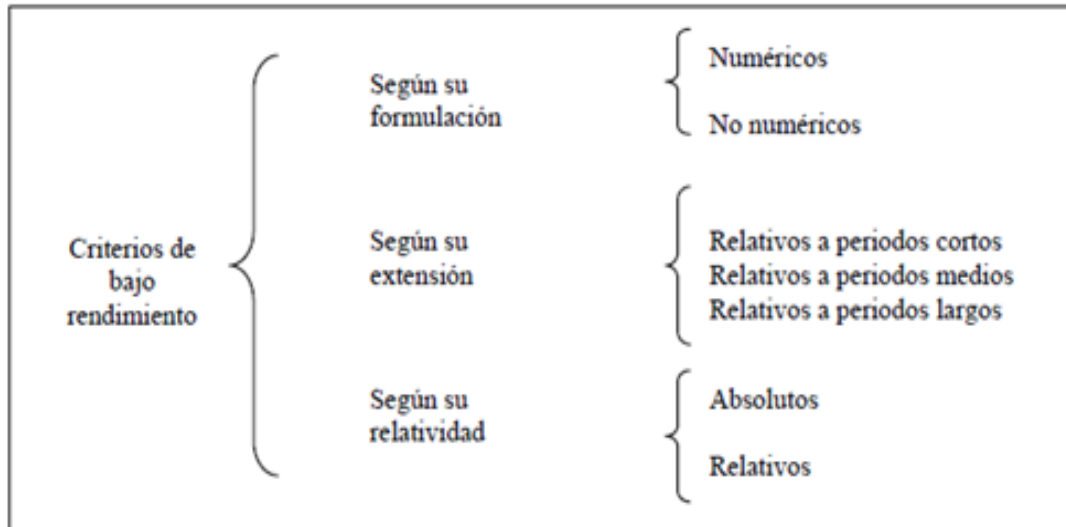 Criterios de
bajo
rendimiento
Según su
formulación
Numéricos
No numéricos
Según su
extensión
Relativos a periodos cortos
Relativos a periodos medios
Relativos a periodos largos
Según su
relatividad
Absolutos
Relativos